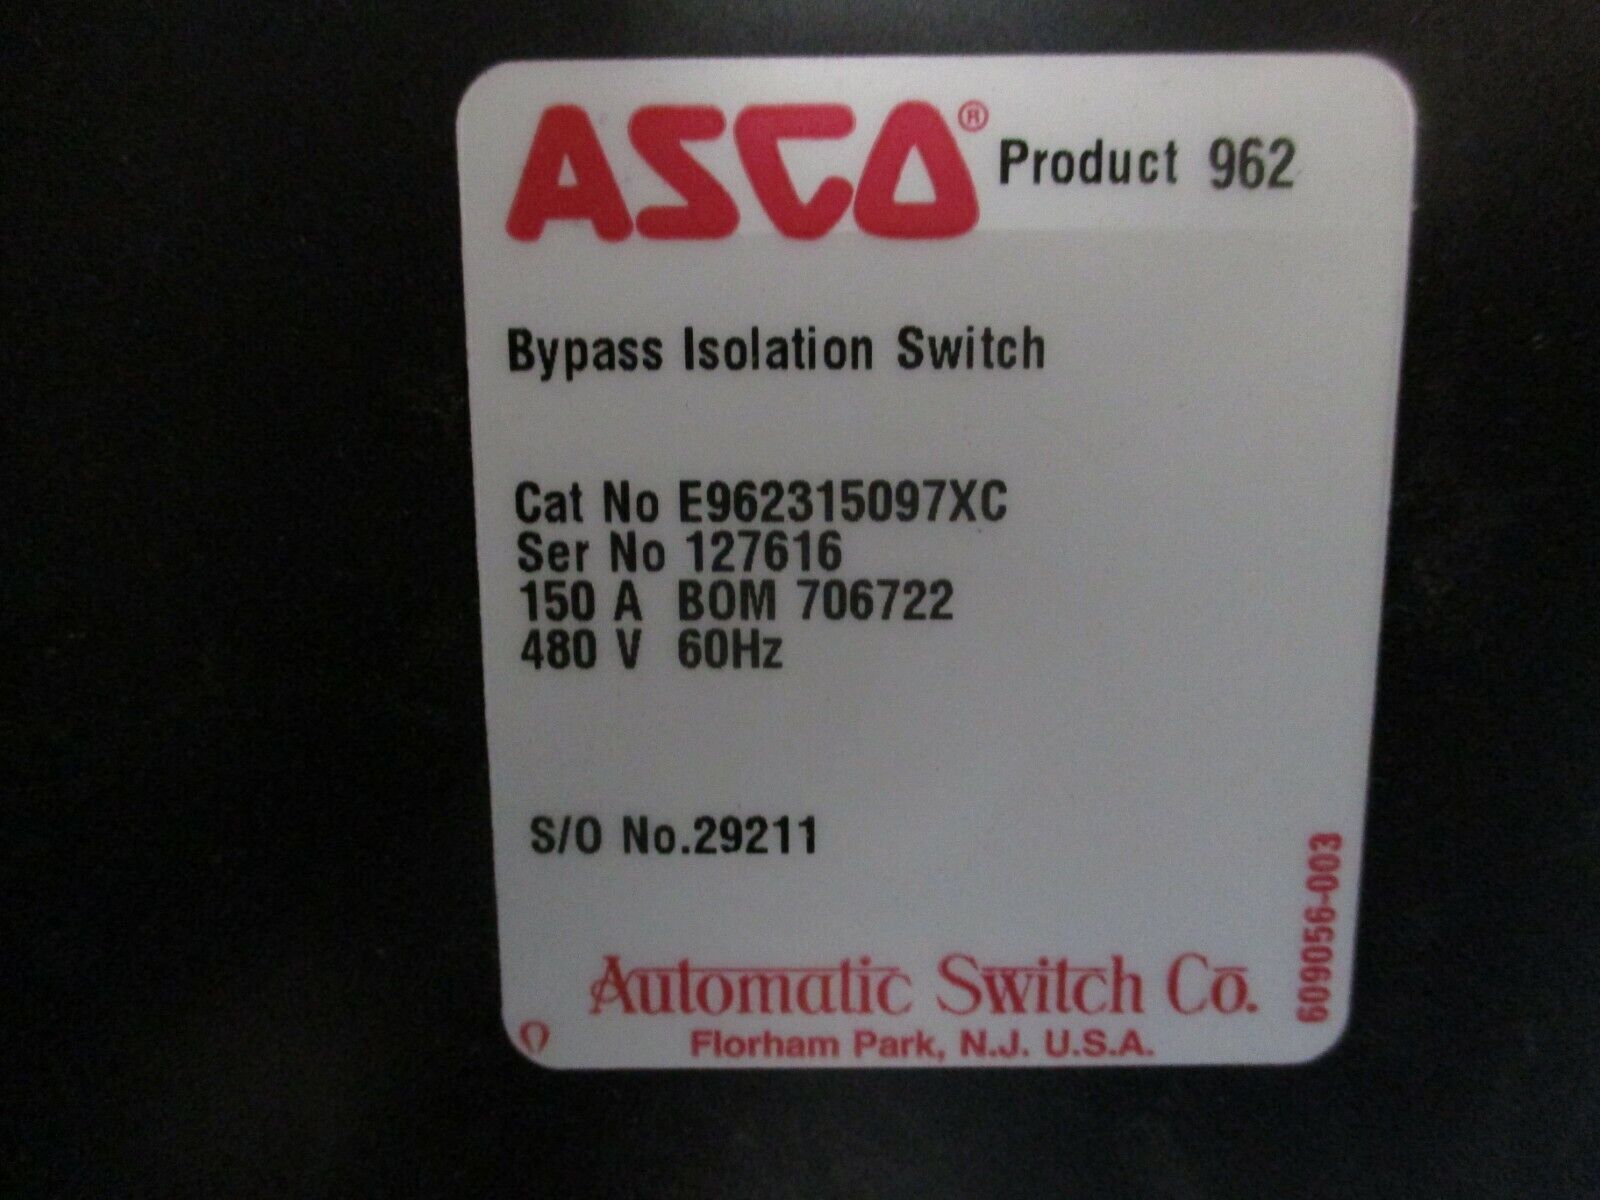 ASCO® Product 962
Bypass Isolation Switch
Cat No E962315097XC
Ser No 127616
150 A BOM 706722
480 V 60Hz
S/O No.29211
609056-003
Automatic Switch Co.
Florham Park, N.J. U.S.A.